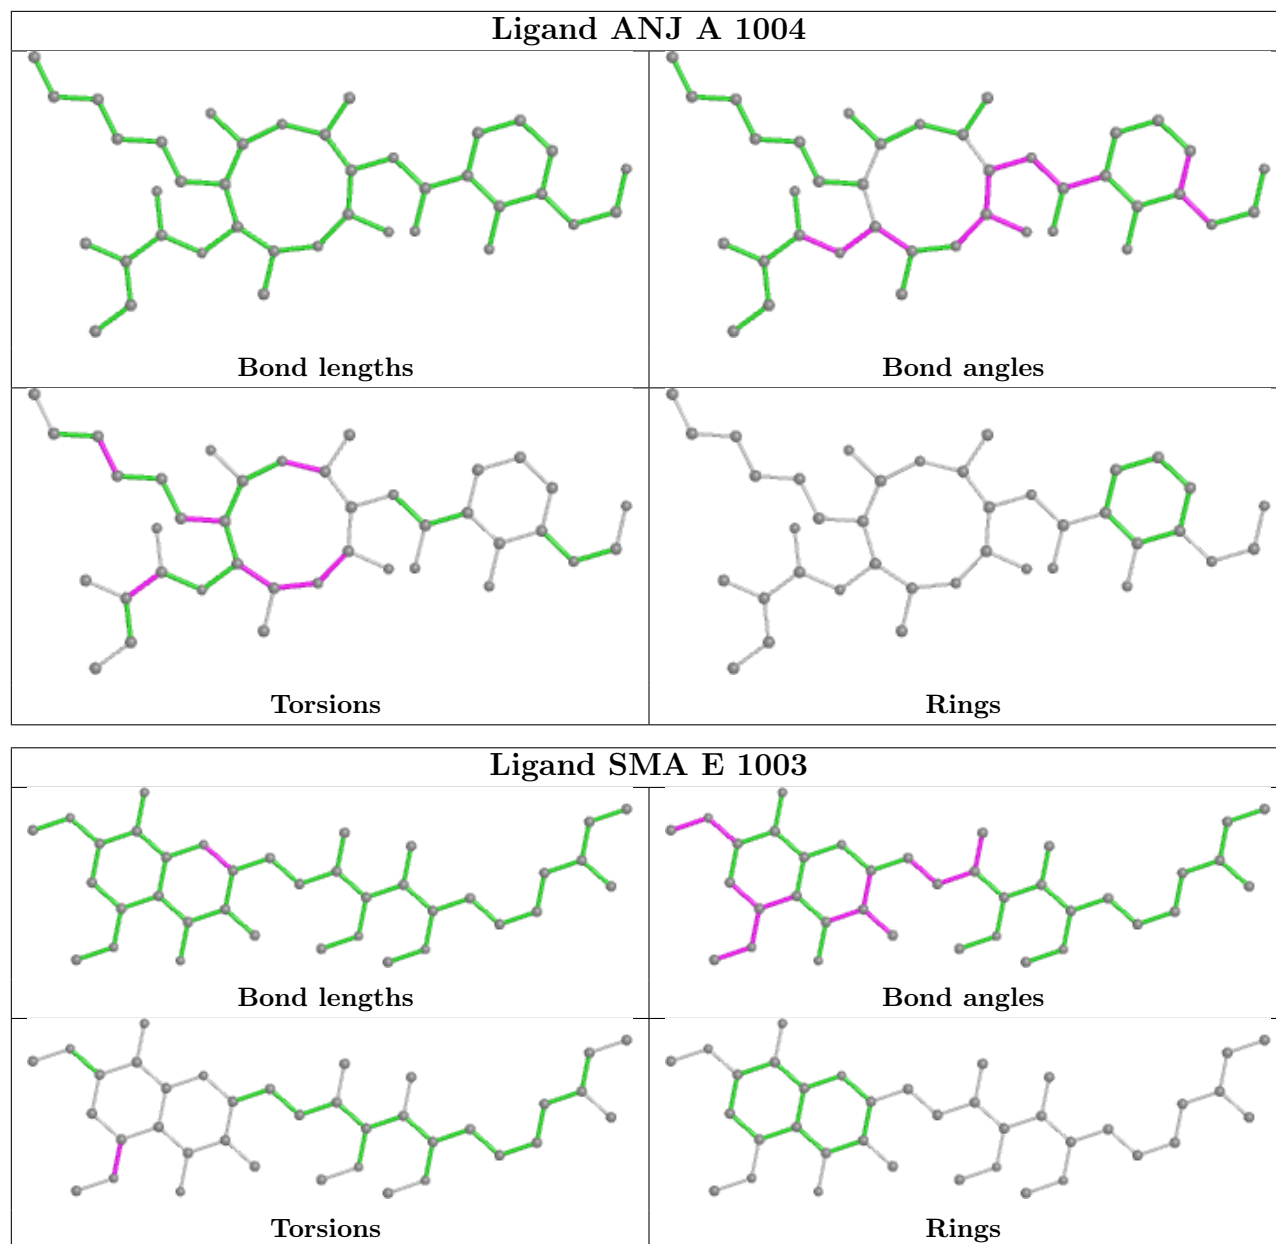 Ligand ANJ A 1004
Bond lengths
Bond angles
Torsions
Rings
Ligand SMA E 1003
Bond lengths
Bond angles
Torsions
Rings